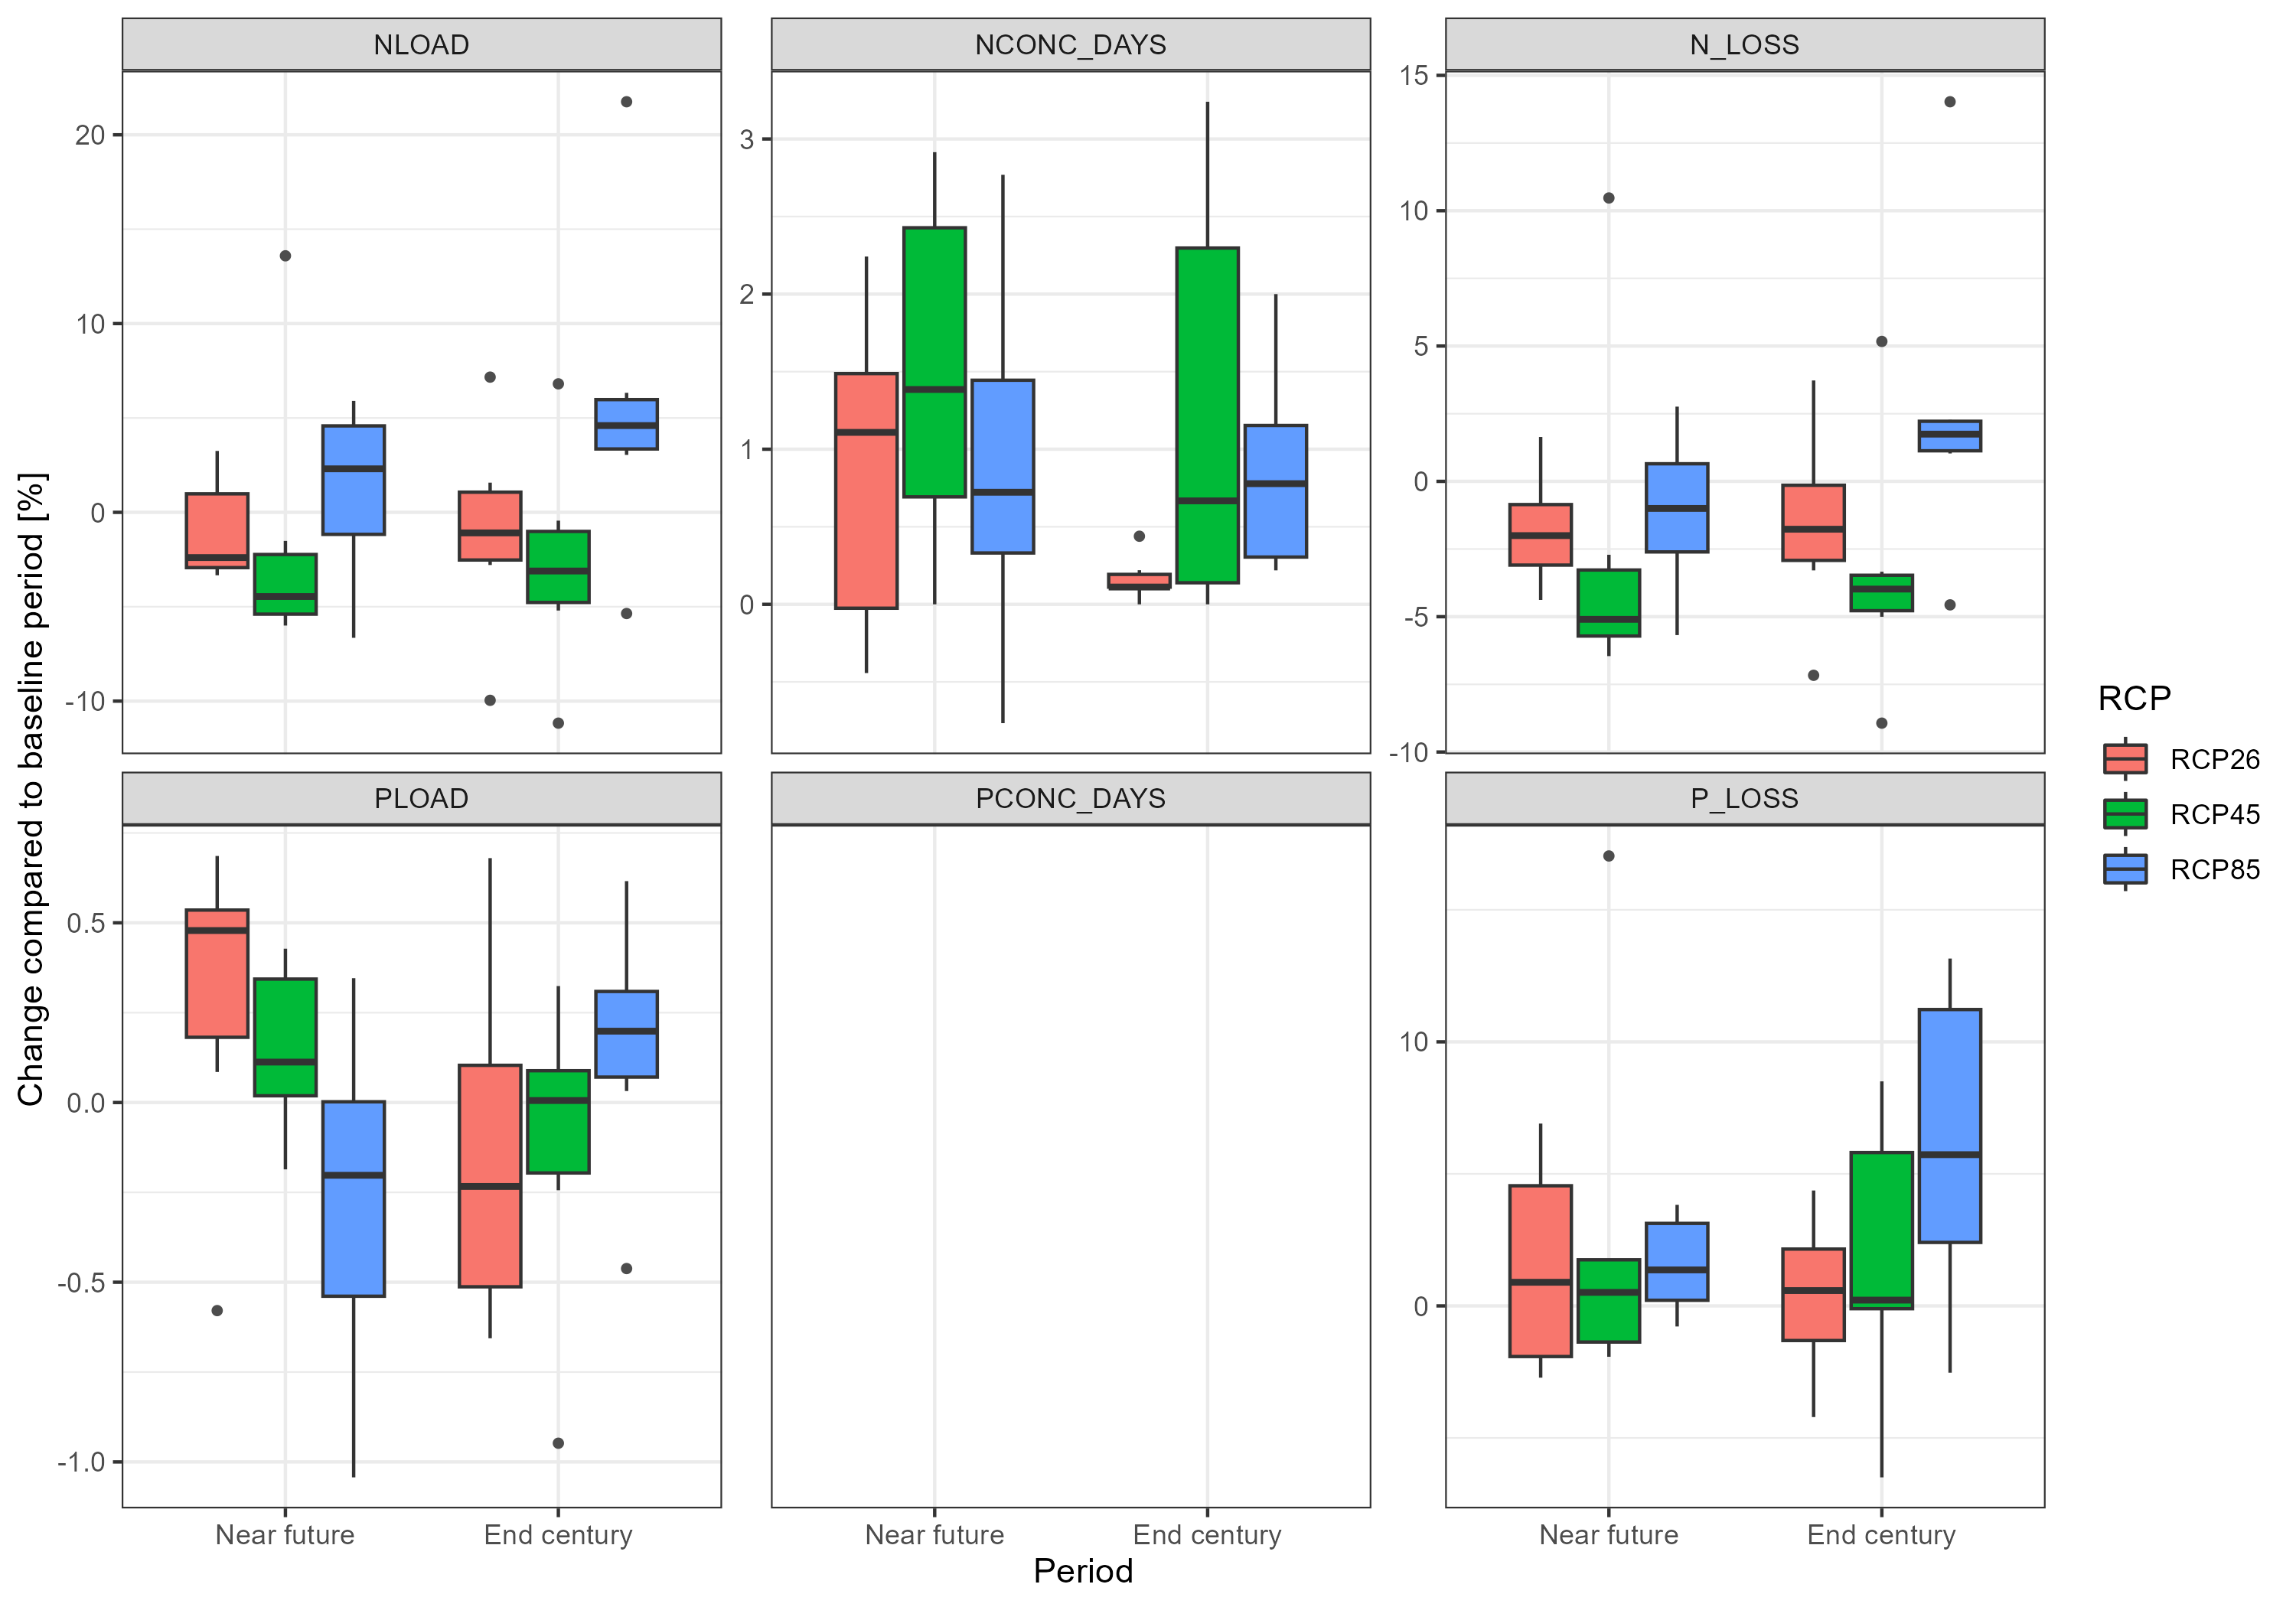 NLOAD
NCONC_DAYS
N_LOSS
20
10
0
-10
3
2
1
0
15
10
5
0
-5
-10
PLOAD
PCONC_DAYS
P_LOSS
0.5
0.0
-0.5
-1.0
10
0
Near future
End century
Near future
End century
Near future
End century
Period
Change compared to baseline period [%]
RCP
RCP26
RCP45
RCP85